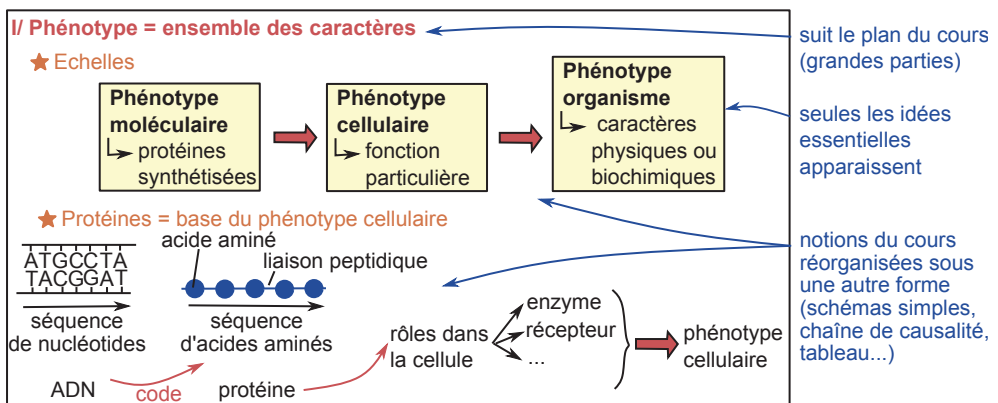 I/ Phénotype = ensemble des caractères
★ Echelles
Phénotype
moléculaire
protéines
synthétisées
Phénotype
cellulaire
fonction
particulière
Phénotype
organisme
caractères
physiques ou
biochimiques
★ Protéines = base du phénotype cellulaire
ATGCCTA
TACGGAT
séquence
de nucléotides
ADN
code
acide aminé
liaison peptidique
séquence
d'acides aminés
protéine
rôles dans
la cellule
enzyme
récepteur
...
phénotype
cellulaire
suit le plan du cours
(grandes parties)
seules les idées
essentielles
apparaissent
notions du cours
réorganisées sous
une autre forme
(schémas simples,
chaîne de causalité,
tableau...)